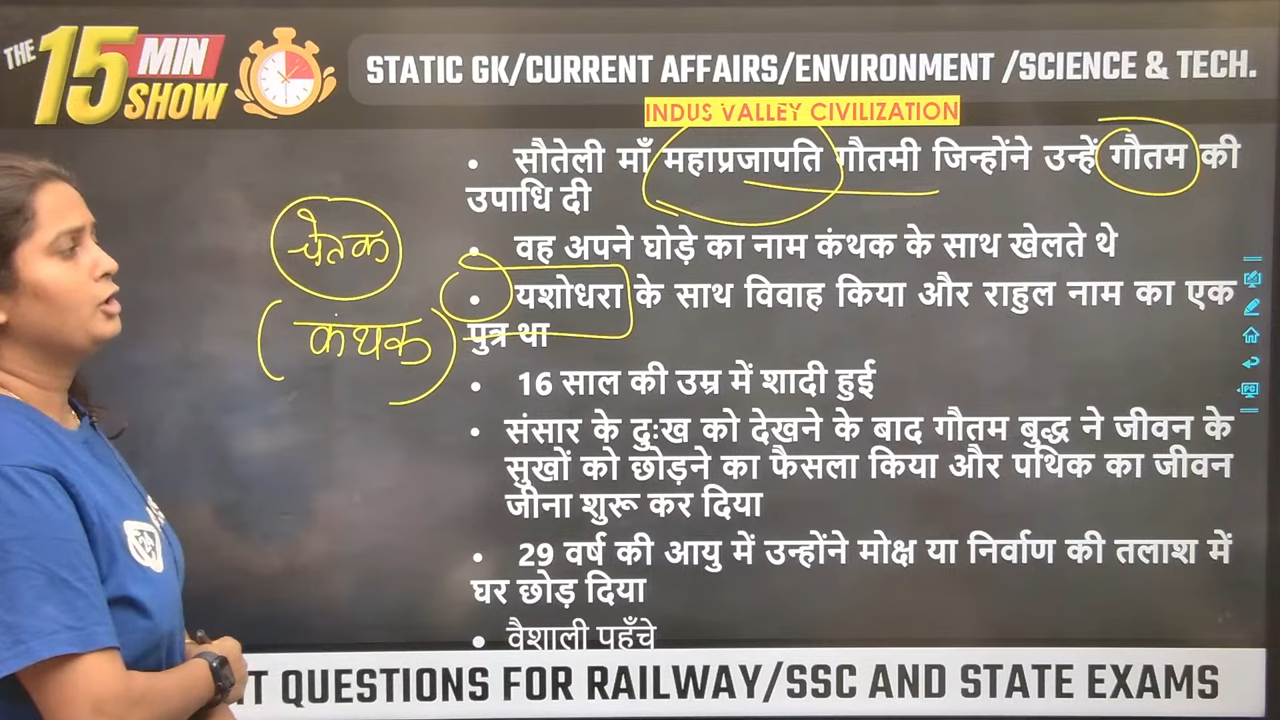 THE 15 MIN SHOW
STATIC GK/CURRENT AFFAIRS/ENVIRONMENT /SCIENCE & TECH.
INDUS VALLEY CIVILIZATION
• सौतेली माँ महाप्रजापति गौतमी जिन्होंने उन्हें गौतम की
उपाधि दी
चेतक
• वह अपने घोड़े का नाम कंथक के साथ खेलते थे
• यशोधरा के साथ विवाह किया और राहुल नाम का एक
पुत्र था
कंथक
• 16 साल की उम्र में शादी हुई
• संसार के दुःख को देखने के बाद गौतम बुद्ध ने जीवन के
सुखों को छोड़ने का फैसला किया और पथिक का जीवन
जीना शुरू कर दिया
• 29 वर्ष की आयु में उन्होंने मोक्ष या निर्वाण की तलाश में
घर छोड़ दिया
• वैशाली पहुँचे
T QUESTIONS FOR RAILWAY/SSC AND STATE EXAMS